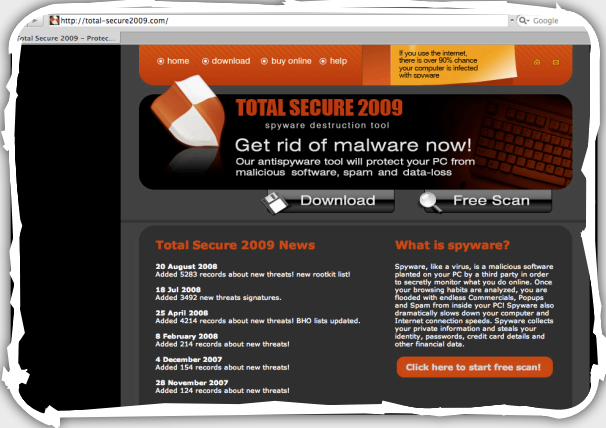 http://total-secure2009.com/
Google
Total Secure 2009 – Protec...
home
download
buy online
help
If you use the internet,
there is over 90% chance
your computer is infected
with spyware
TOTAL SECURE 2009
spyware destruction tool
Get rid of malware now!
Our antispyware tool will protect your PC from
malicious software, spam and data-loss
Download
Free Scan
Total Secure 2009 News
20 August 2008
Added 5283 records about new threats! new rootkit list!
18 Jul 2008
Added 3492 new threats signatures.
25 April 2008
Added 4214 records about new threats! BHO lists updated.
8 February 2008
Added 214 records about new threats!
4 December 2007
Added 154 records about new threats!
28 November 2007
Added 124 records about new threats!
What is spyware?
Spyware, like a virus, is a malicious software
planted on your PC by a third party in order
to secretly monitor what you do online. Once
your browsing habits are analyzed, you are
flooded with endless Commercials, Popups
and Spam from inside your PC! Spyware also
dramatically slows down your computer and
Internet connection speeds. Spyware collects
your private information and steals your
identity, passwords, credit card details and
other financial data.
Click here to start free scan!